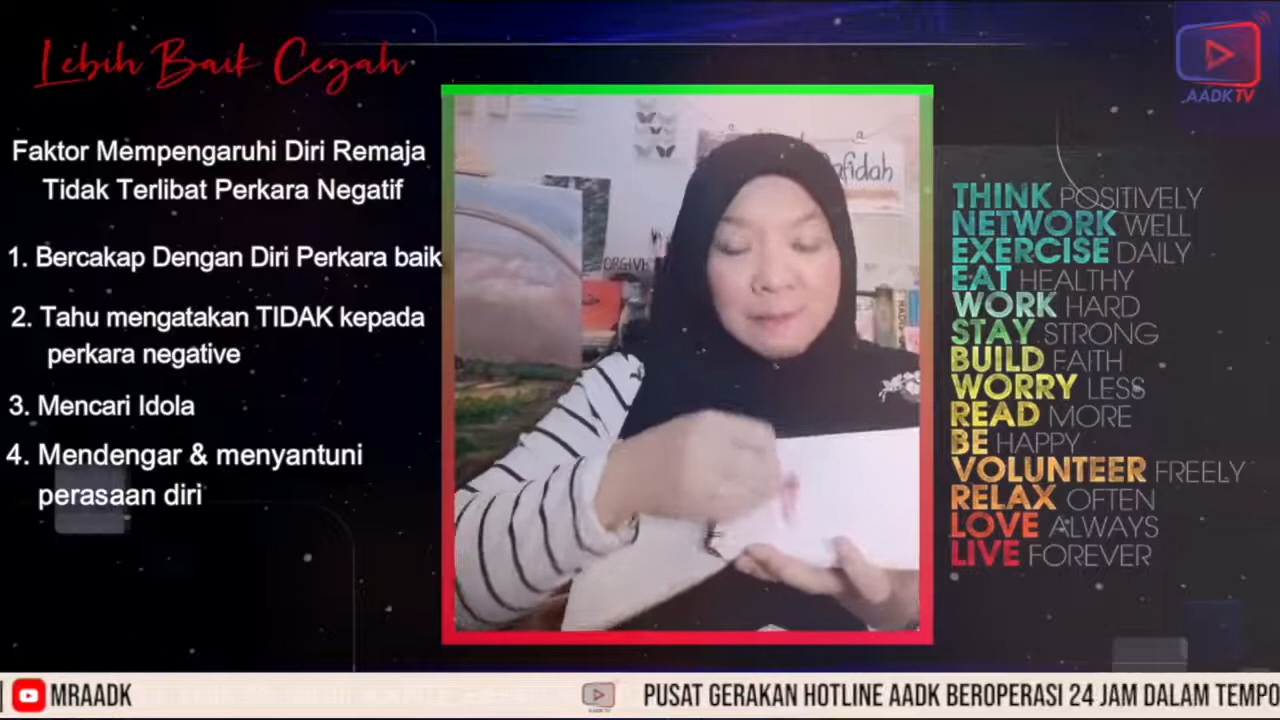 Lebih Baik Cegah
Faktor Mempengaruhi Diri Remaja
Tidak Terlibat Perkara Negatif
1. Bercakap Dengan Diri Perkara baik
2. Tahu mengatakan TIDAK kepada
perkara negative
3. Mencari Idola
4. Mendengar & menyantuni
perasaan diri
AADK TV
afidah
THINK POSITIVELY
NETWORK WELL
EXERCISE DAILY
EAT HEALTHY
WORK HARD
STAY STRONG
BUILD FAITH
WORRY LESS
READ MORE
BE HAPPY
VOLUNTEER FREELY
RELAX OFTEN
LOVE ALWAYS
LIVE FOREVER
MRAADK
AADK TV
PUSAT GERAKAN HOTLINE AADK BEROPERASI 24 JAM DALAM TEMPO